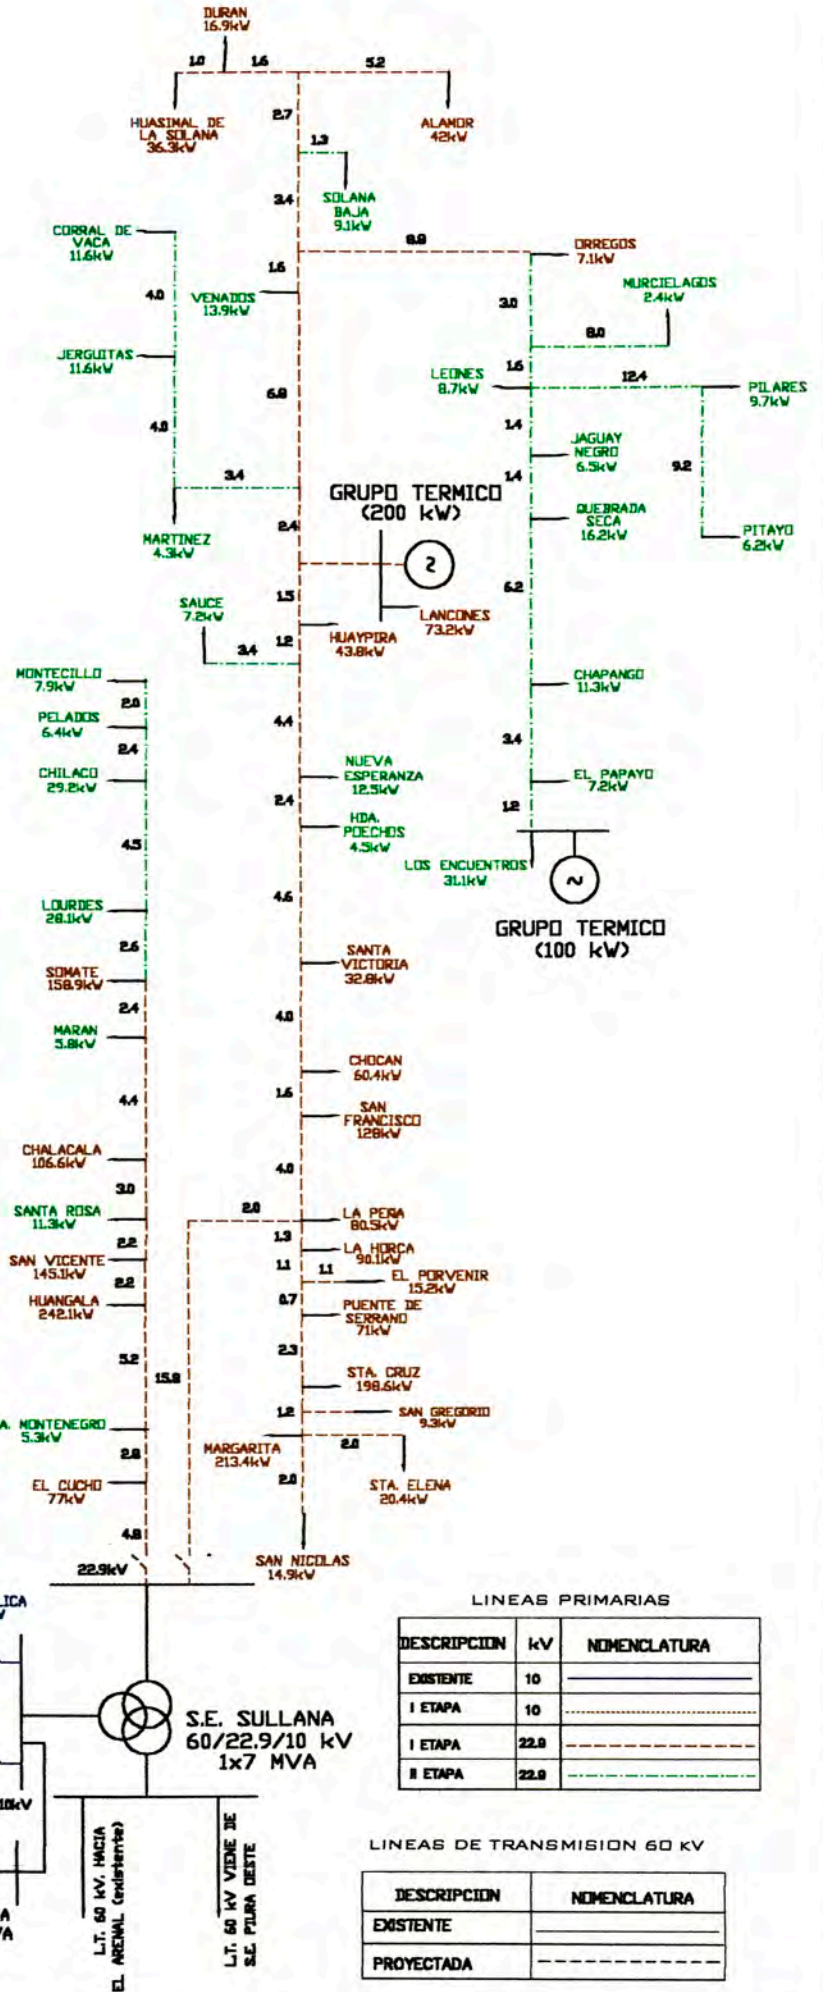 DURAN
16.9kW
1.0
1.6
5.2
HUASIMAL DE
LA SOLANA
36.3kW
2.7
ALAMOR
42kW
1.3
SOLANA
BAJA
9.1kW
3.4
CORRAL DE
VACA
11.6kW
8.8
ORREGOS
7.1kW
1.6
VENADOS
13.9kW
4.0
3.0
MURCIELAGOS
2.4kW
8.0
JERGUITAS
11.6kW
1.6
LEONES
8.7kW
12.4
PILARES
9.7kW
6.8
4.8
1.4
JAGUAY
NEGRO
6.5kW
9.2
3.4
1.4
GRUPO TERMICO
(200 kW)
QUEBRADA
SECA
16.2kW
MARTINEZ
4.3kW
2.4
PITAYO
6.2kW
SAUCE
7.2kW
1.5
LANCONES
73.2kW
6.2
3.4
1.2
HUAYPIRA
43.8kW
MONTECILLO
7.9kW
2.0
CHAPANGO
11.3kW
PELADOS
6.4kW
4.4
2.4
3.4
CHILACO
29.2kW
NUEVA
ESPERANZA
12.5kW
EL PAPAYO
7.2kW
2.4
1.2
HDA.
POECHOS
4.5kW
4.5
LOS ENCUENTROS
31.1kW
4.6
LOURDES
28.1kW
GRUPO TERMICO
(100 kW)
2.6
SOMATE
158.9kW
SANTA
VICTORIA
32.8kW
2.4
MARAN
5.8kW
4.0
CHOCAN
60.4kW
4.4
1.6
SAN
FRANCISCO
128kW
CHALACALA
106.6kW
4.0
3.0
2.0
SANTA ROSA
11.3kW
LA PEÑA
80.5kW
2.2
1.3
LA HORCA
90.1kW
SAN VICENTE
145.1kW
1.1
1.1
EL PORVENIR
15.2kW
2.2
0.7
HUANGALA
242.1kW
PUENTE DE
SERRANO
71kW
5.2
15.8
2.3
STA. CRUZ
198.6kW
1.2
SAN GREGORIO
9.3kW
A. MONTENEGRO
5.3kW
MARGARITA
213.4kW
2.0
2.8
2.0
EL CUCHO
77kW
STA. ELENA
20.4kW
4.8
SAN NICOLAS
14.9kW
22.9kV
LICA
LINEAS PRIMARIAS
DESCRIPCION kV NOMENCLATURA
EXISTENTE 10
I ETAPA 10
I ETAPA 22.9
II ETAPA 22.9
S.E. SULLANA
60/22.9/10 kV
1x7 MVA
10kV
L.T. 60 kV. HACIA
EL ARENAL (existente)
L.T. 60 kV VIENE DE
S.E. PIURA OESTE
LINEAS DE TRANSMISION 60 KV
DESCRIPCION NOMENCLATURA
EXISTENTE
PROYECTADA